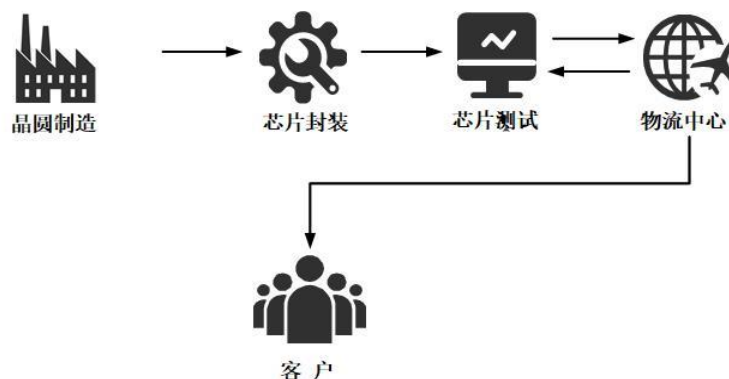 晶圆制造
芯片封装
芯片测试
物流中心
客 户